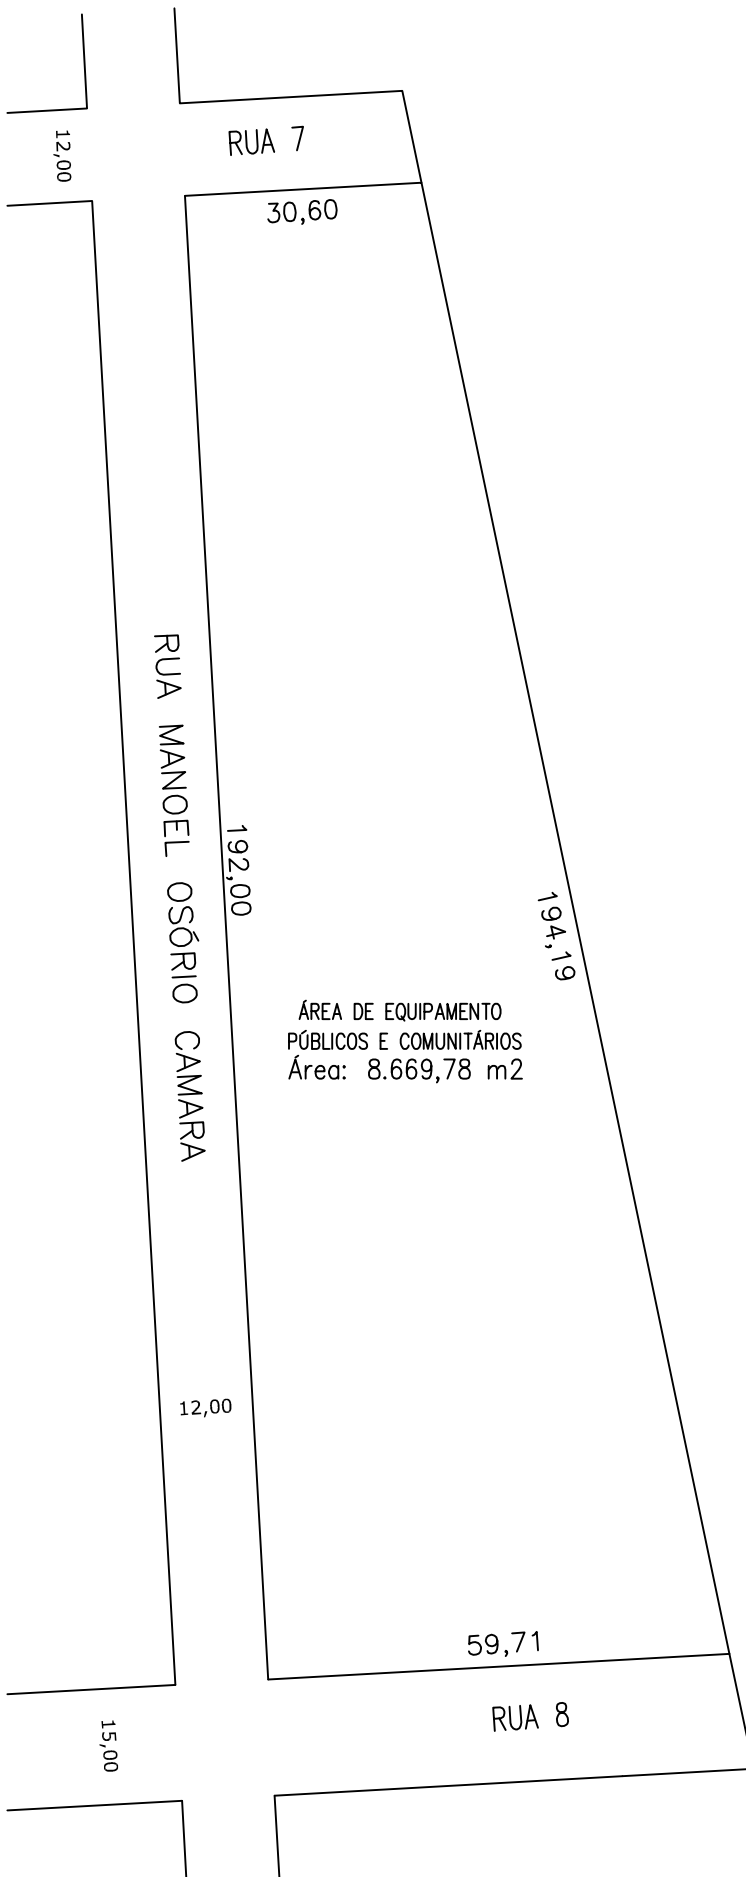 RUA 7
12,00
30,60
RUA MANOEL OSÓRIO CAMARA
192,00
194,19
ÁREA DE EQUIPAMENTO
PÚBLICOS E COMUNITÁRIOS
Área: 8.669,78 m2
12,00
59,71
RUA 8
15,00